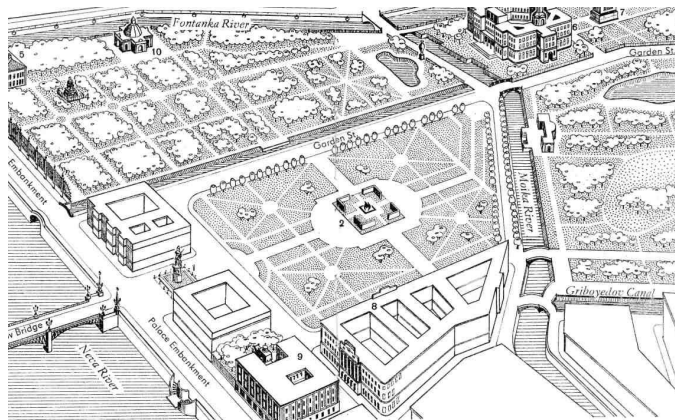 Fontanka River
7
6
10
5
Garden St.
Garden St.
Moika River
Embankment
2
Griboyedov Canal
8
w Bridge
Palace Embankment
9
Neva River